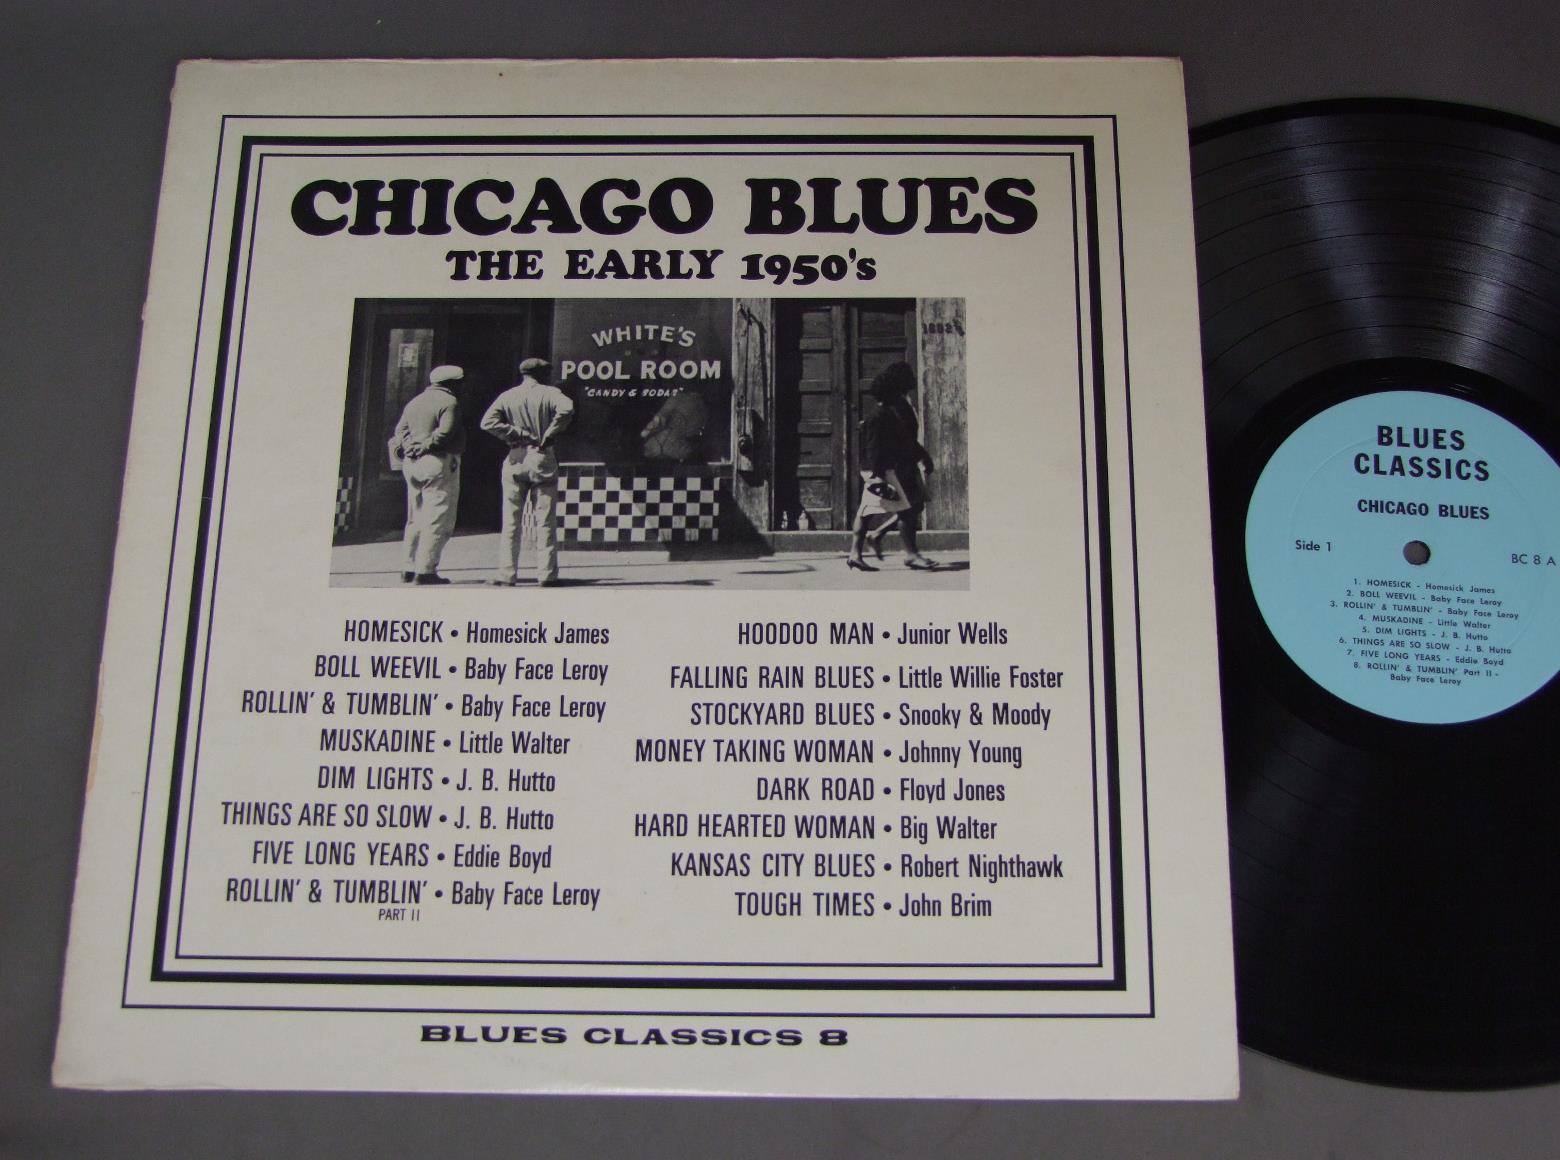 CHICAGO BLUES
THE EARLY 1950's
WHITE'S
POOL ROOM
"CANDY & SODAS"
HOMESICK • Homesick James
BOLL WEEVIL • Baby Face Leroy
ROLLIN' & TUMBLIN' • Baby Face Leroy
MUSKADINE • Little Walter
DIM LIGHTS • J. B. Hutto
THINGS ARE SO SLOW • J. B. Hutto
FIVE LONG YEARS • Eddie Boyd
ROLLIN' & TUMBLIN' • Baby Face Leroy
PART II
HOODOO MAN • Junior Wells
FALLING RAIN BLUES • Little Willie Foster
STOCKYARD BLUES • Snooky & Moody
MONEY TAKING WOMAN • Johnny Young
DARK ROAD • Floyd Jones
HARD HEARTED WOMAN • Big Walter
KANSAS CITY BLUES • Robert Nighthawk
TOUGH TIMES • John Brim
BLUES CLASSICS 8
BLUES
CLASSICS
CHICAGO BLUES
Side 1
BC 8 A
1. HOMESICK - Homesick James
2. BOLL WEEVIL - Baby Face Leroy
3. ROLLIN' & TUMBLIN' - Baby Face Leroy
4. MUSKADINE - Little Walter
5. DIM LIGHTS - J. B. Hutto
6. THINGS ARE SO SLOW - J. B. Hutto
7. FIVE LONG YEARS - Eddie Boyd
8. ROLLIN' & TUMBLIN' Part II -
Baby Face Leroy